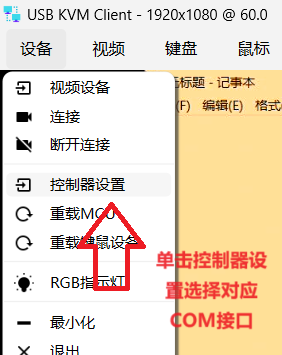 USB KVM Client - 1920x1080 @ 60.0
设备 视频 键盘 鼠标
视频设备
无标题 - 记事本
连接
(F) 编辑(E) 格式
断开连接
控制器设置
重载MCU
重载键鼠设备
RGB指示灯
单击控制器设
置选择对应
COM接口
最小化
退出